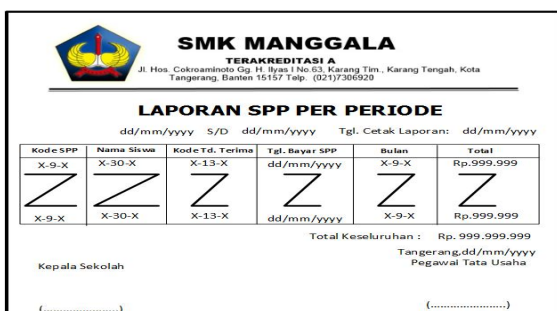 SMK MANGGALA
TERAKREDITASI A
Jl. Hos. Cokroaminoto Gg. H. Ilyas I No.63, Karang Tim., Karang Tengah, Kota
Tangerang, Banten 15157 Telp. (021)7306920
LAPORAN SPP PER PERIODE
dd/mm/yyyy S/D dd/mm/yyyy Tgl. Cetak Laporan: dd/mm/yyyy
Kode SPP Nama Siswa Kode Td. Terima Tgl. Bayar SPP Bulan Total
X-9-X X-30-X X-13-X dd/mm/yyyy X-9-X Rp.999.999
X-9-X X-30-X X-13-X dd/mm/yyyy X-9-X Rp.999.999
Total Keseluruhan : Rp. 999.999.999
Tangerang,dd/mm/yyyy
Kepala Sekolah Pegawai Tata Usaha
(......................) (......................)